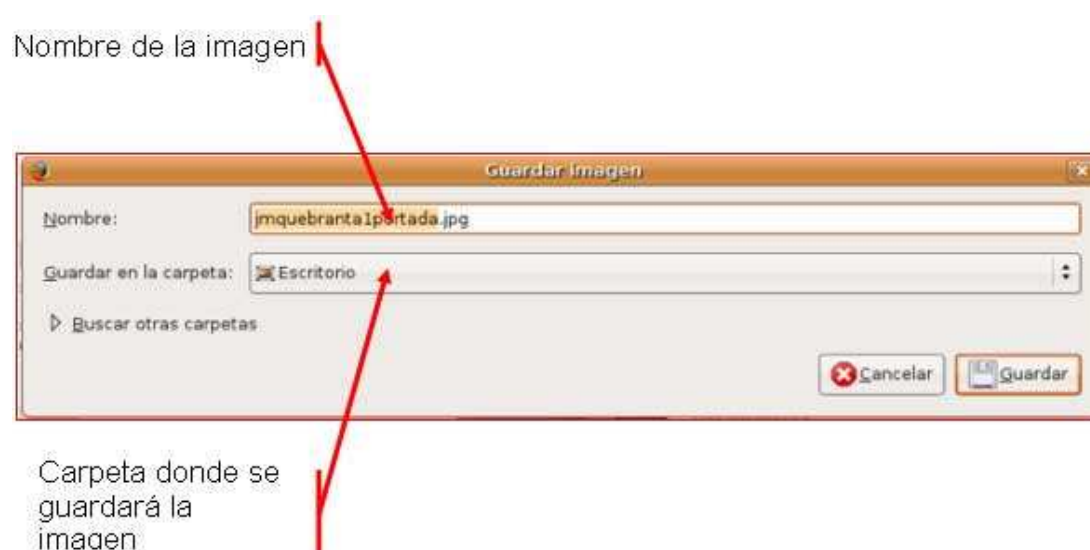 Nombre de la imagen
Guardar imagen
Nombre:
jmquebranta1portada.jpg
Guardar en la carpeta:
Escritorio
Buscar otras carpetas
Cancelar
Guardar
Carpeta donde se
guardará la
imagen